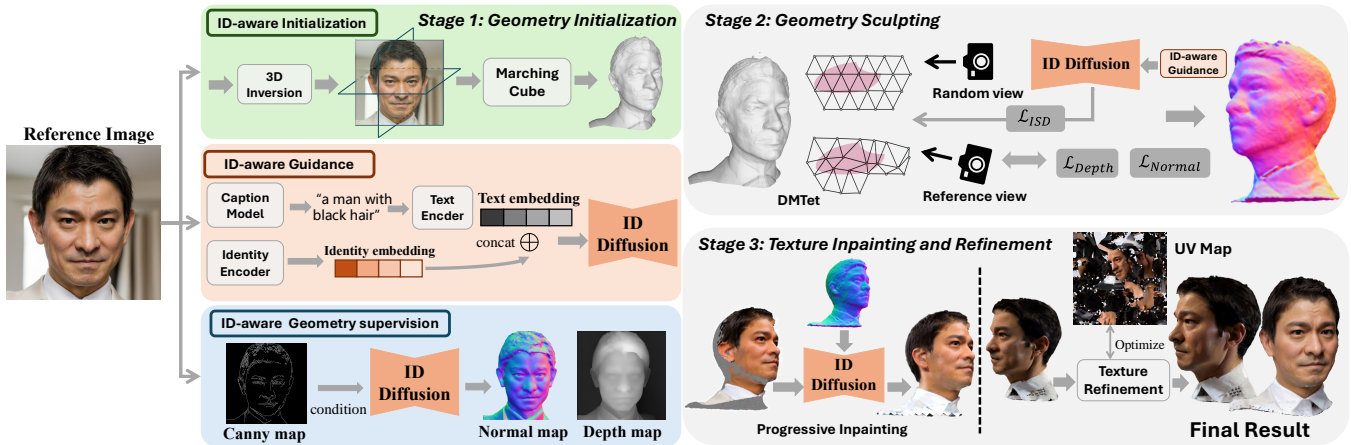 Reference Image
ID-aware Initialization
Stage 1: Geometry Initialization
3D
Inversion
Marching
Cube
ID-aware Guidance
Caption
Model
"a man with
black hair"
Text
Encder
Text embedding
Identity
Encoder
Identity embedding
concat
ID
Diffusion
ID-aware Geometry supervision
Canny map
condition
ID
Diffusion
Normal map
Depth map
Stage 2: Geometry Sculpting
DMTet
Random view
Reference view
ID Diffusion
ID-aware
Guidance
ℒ_ISD
ℒ_Depth
ℒ_Normal
Stage 3: Texture Inpainting and Refinement
ID
Diffusion
Progressive Inpainting
UV Map
Optimize
Texture
Refinement
Final Result